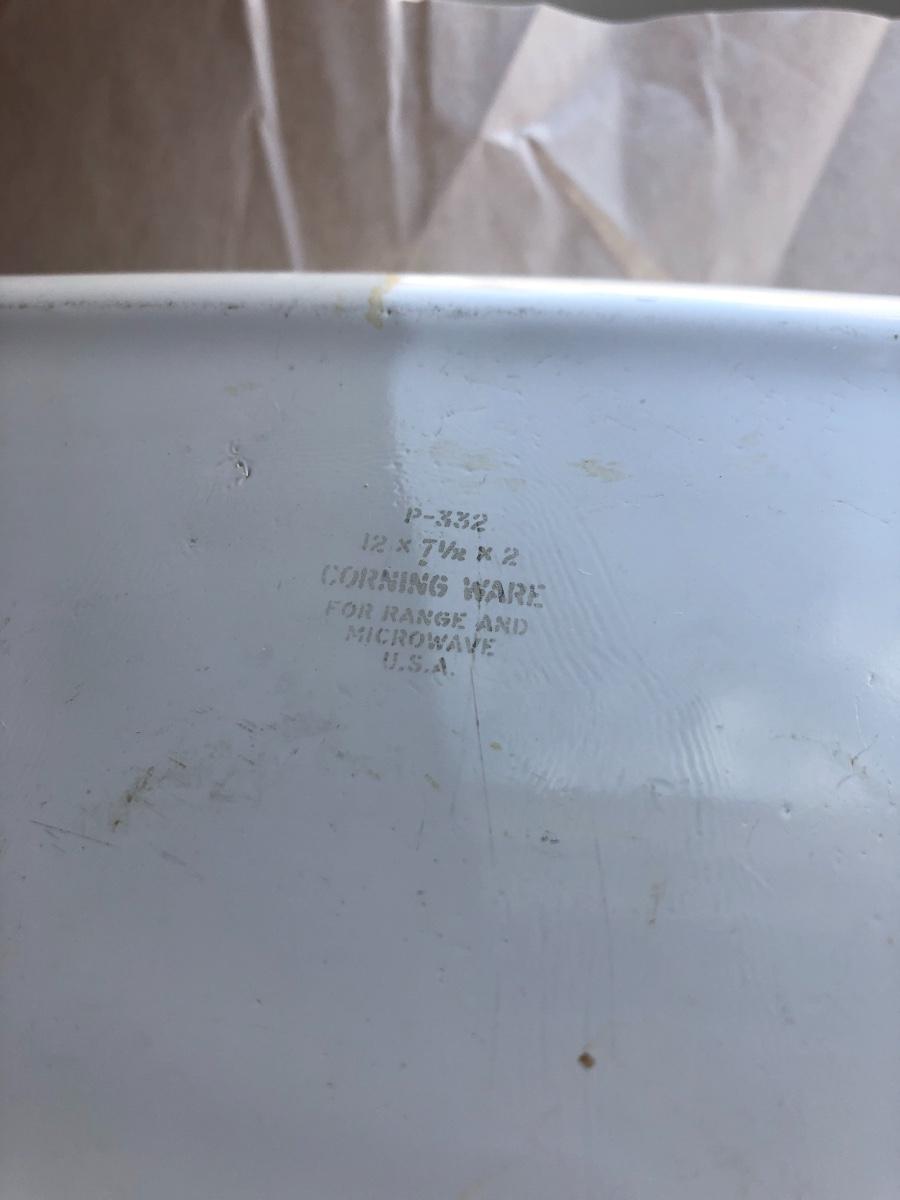 P-332
12 x 7½ x 2
CORNING WARE
FOR RANGE AND
MICROWAVE
U.S.A.